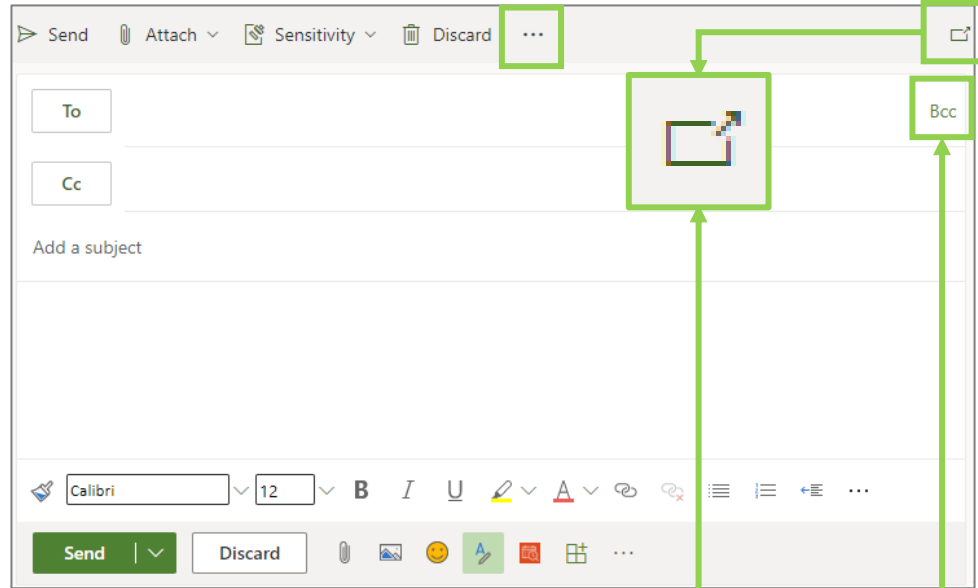 Send Attach Sensitivity Discard ...
To Bcc
Cc
Add a subject
Calibri 12 B I U A ...
Send Discard ...